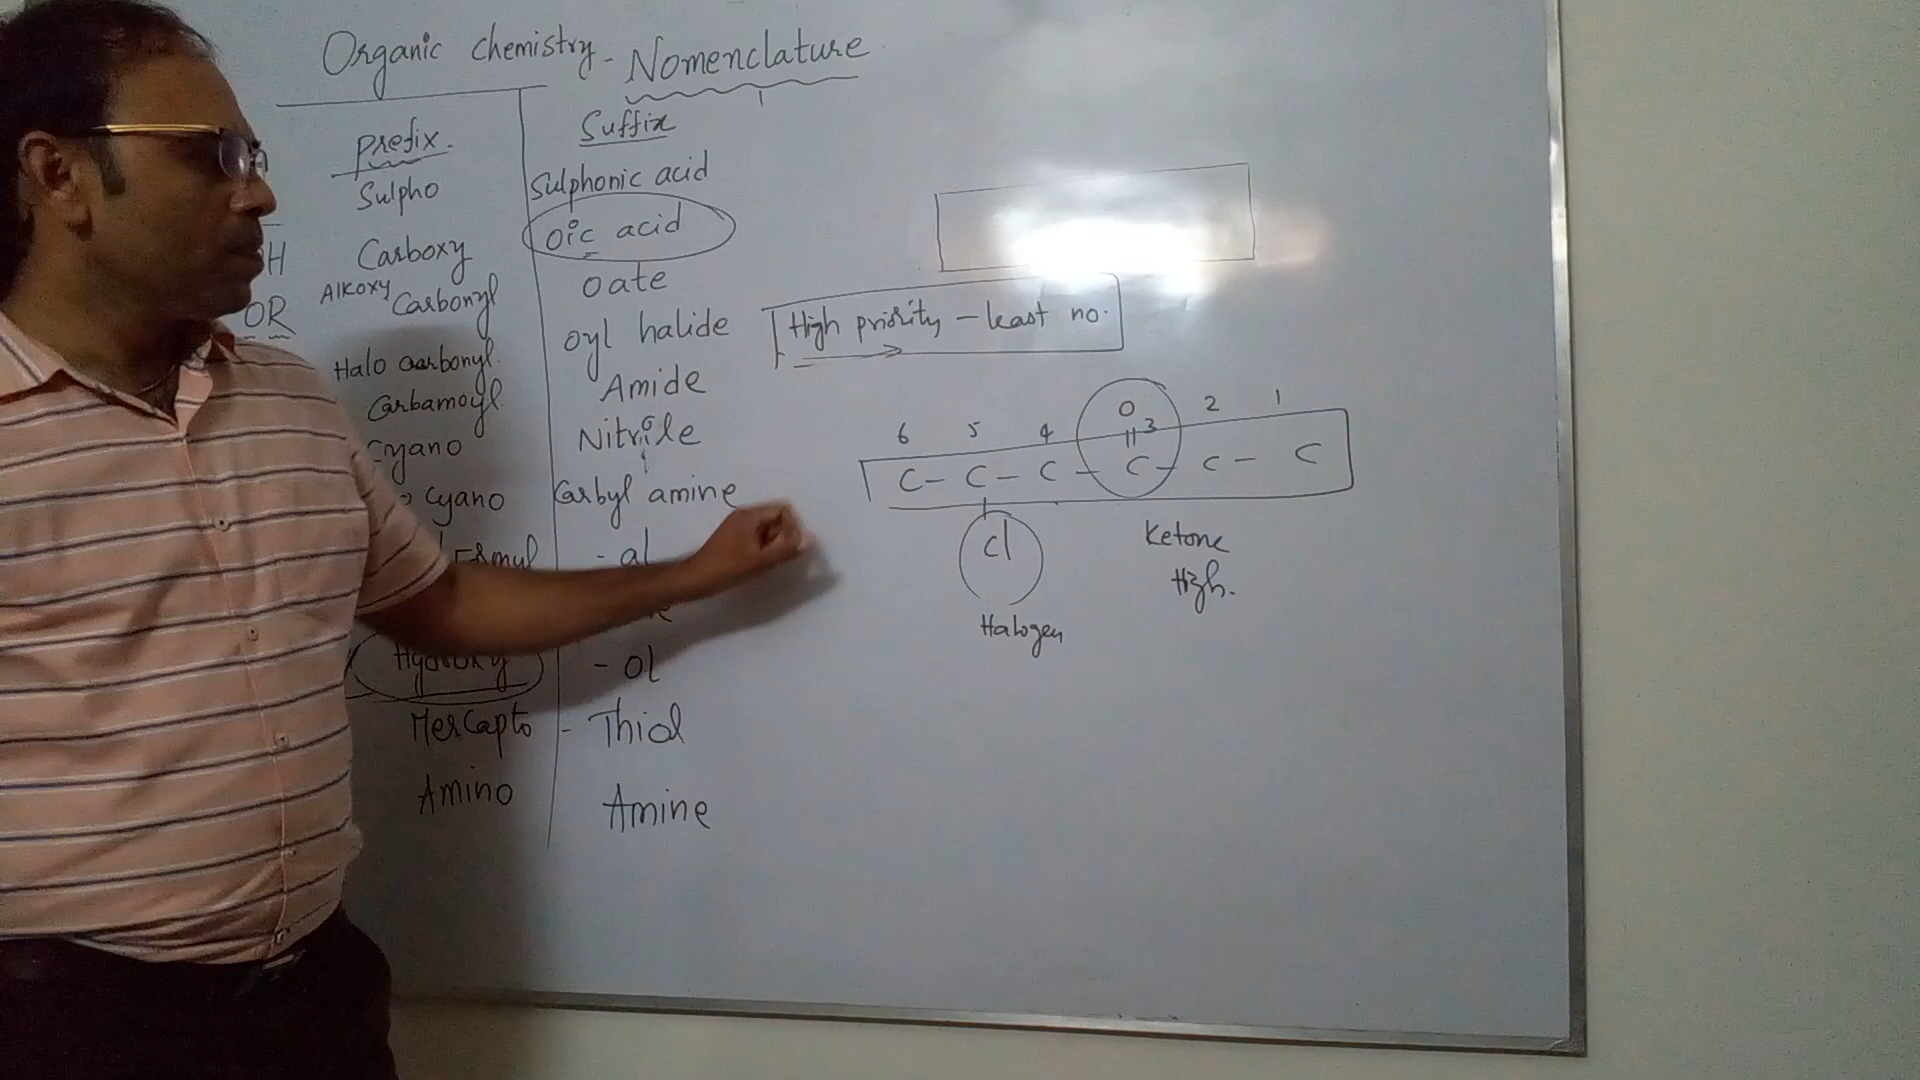 Organic chemistry - Nomenclature
Prefix. Suffix
Sulpho Sulphonic acid
H Carboxy oic acid
OR Alkoxy Carbonyl oate
Halo carbonyl. oyl halide
Carbamoyl. Amide
Cyano Nitrile
Cyano Carbyl amine
- al
Hydroxy - ol
Mercapto - Thiol
Amino Amine
High priority - least no.
O
6 5 4 3 2 1
C - C - C - C - C - C
Cl
Halogen
Ketone
High.